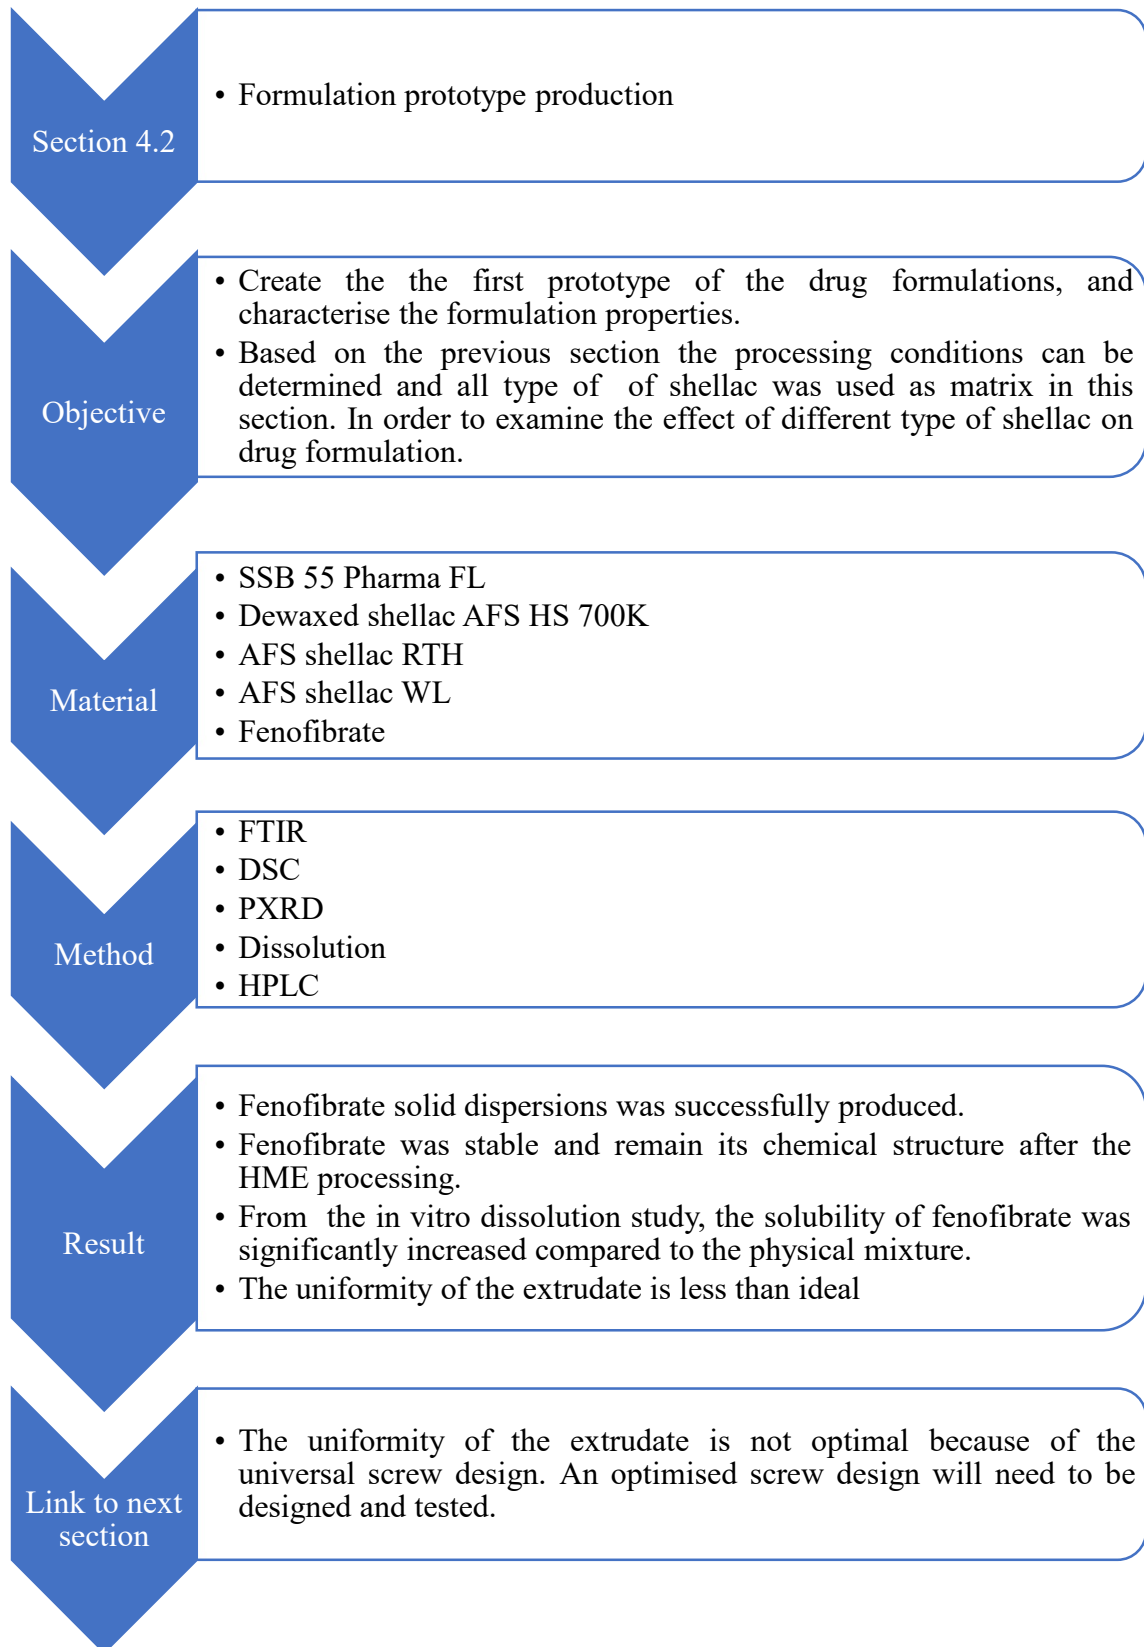 Section 4.2
• Formulation prototype production
Objective
• Create the the first prototype of the drug formulations, and
characterise the formulation properties.
• Based on the previous section the processing conditions can be
determined and all type of of shellac was used as matrix in this
section. In order to examine the effect of different type of shellac on
drug formulation.
Material
• SSB 55 Pharma FL
• Dewaxed shellac AFS HS 700K
• AFS shellac RTH
• AFS shellac WL
• Fenofibrate
Method
• FTIR
• DSC
• PXRD
• Dissolution
• HPLC
Result
• Fenofibrate solid dispersions was successfully produced.
• Fenofibrate was stable and remain its chemical structure after the
HME processing.
• From the in vitro dissolution study, the solubility of fenofibrate was
significantly increased compared to the physical mixture.
• The uniformity of the extrudate is less than ideal
Link to next
section
• The uniformity of the extrudate is not optimal because of the
universal screw design. An optimised screw design will need to be
designed and tested.